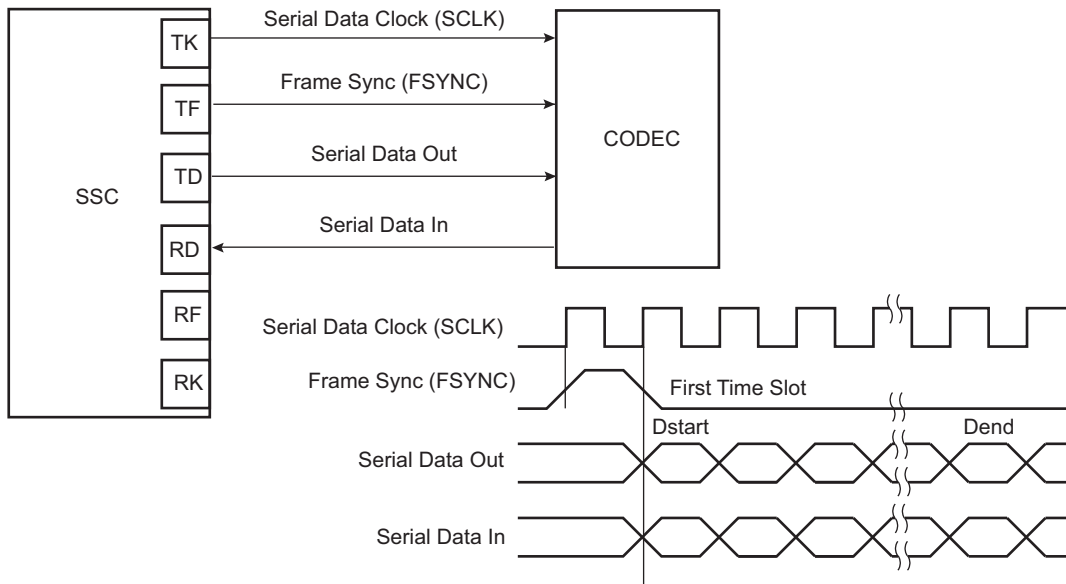 TK
Serial Data Clock (SCLK)
TF
Frame Sync (FSYNC)
CODEC
TD
Serial Data Out
SSC
RD
Serial Data In
RF
RK
Serial Data Clock (SCLK)
Frame Sync (FSYNC)
First Time Slot
Dstart
Dend
Serial Data Out
Serial Data In